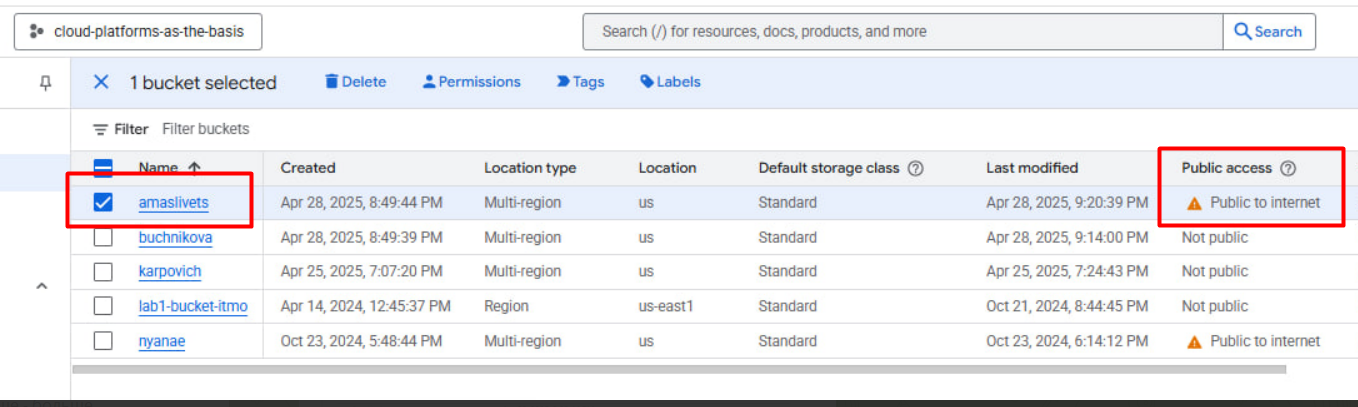 cloud-platforms-as-the-basis Search (/) for resources, docs, products, and more Search
1 bucket selected Delete Permissions Tags Labels
Filter Filter buckets
Name Created Location type Location Default storage class Last modified Public access
amaslivets Apr 28, 2025, 8:49:44 PM Multi-region us Standard Apr 28, 2025, 9:20:39 PM Public to internet
buchnikova Apr 28, 2025, 8:49:39 PM Multi-region us Standard Apr 28, 2025, 9:14:00 PM Not public
karpovich Apr 25, 2025, 7:07:20 PM Multi-region us Standard Apr 25, 2025, 7:24:43 PM Not public
lab1-bucket-itmo Apr 14, 2024, 12:45:37 PM Region us-east1 Standard Oct 21, 2024, 8:44:45 PM Not public
nyanae Oct 23, 2024, 5:48:44 PM Multi-region us Standard Oct 23, 2024, 6:14:12 PM Public to internet